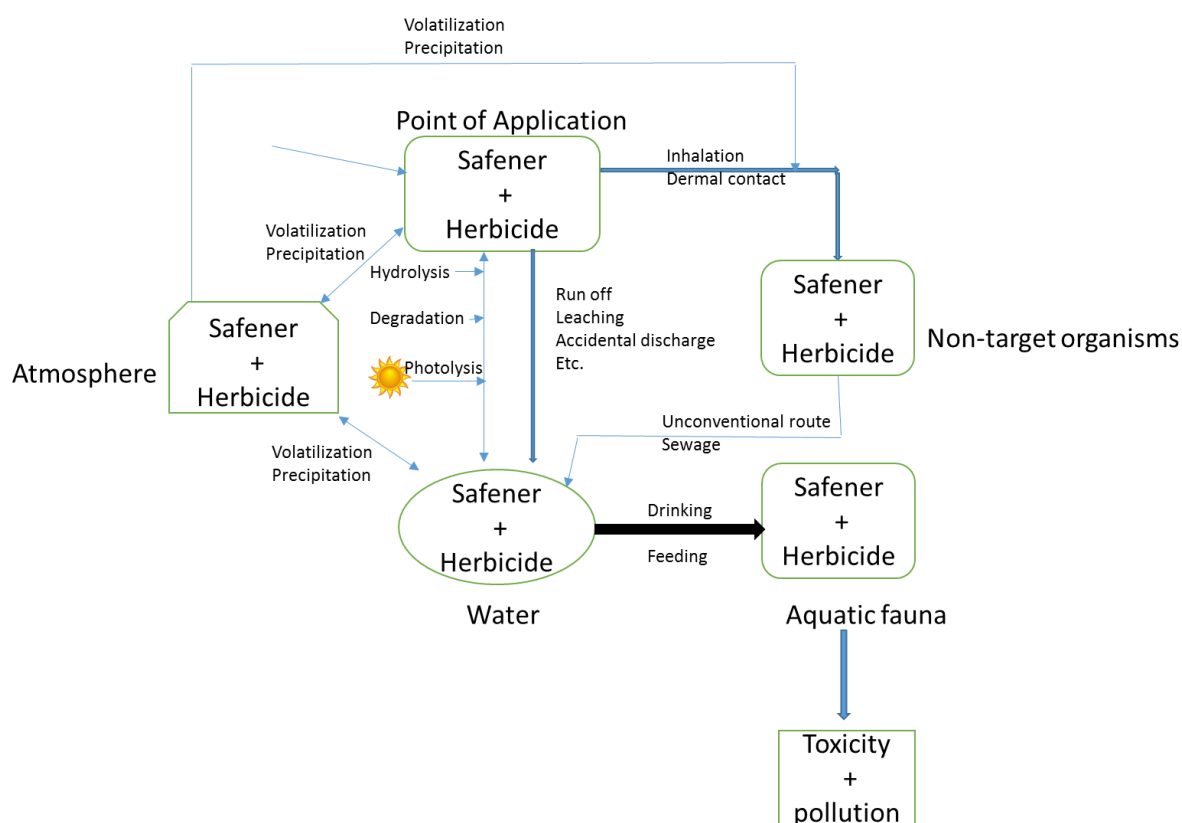 Volatilization
Precipitation
Point of Application
Safener
+
Herbicide
Inhalation
Dermal contact
Volatilization
Precipitation
Hydrolysis
Degradation
Photolysis
Run off
Leaching
Accidental discharge
Etc.
Safener
+
Herbicide
Non-target organisms
Atmosphere
Safener
+
Herbicide
Unconventional route
Sewage
Volatilization
Precipitation
Safener
+
Herbicide
Water
Drinking
Feeding
Safener
+
Herbicide
Aquatic fauna
Toxicity
+
pollution